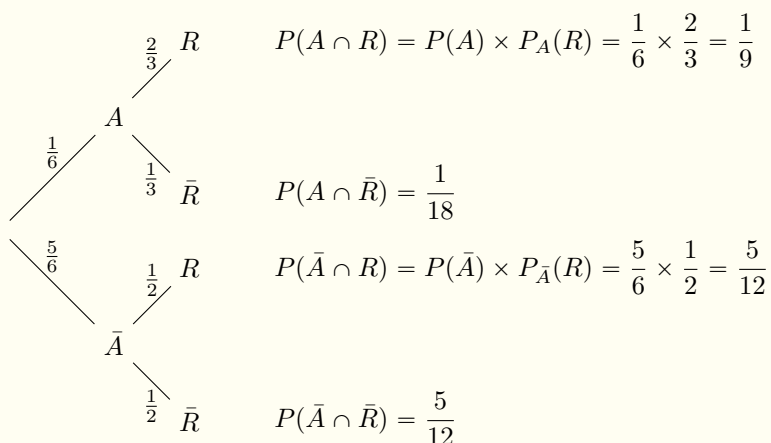 2/3 R P(A ∩ R) = P(A) × P_A(R) = 1/6 × 2/3 = 1/9
A
1/6
1/3 R̄ P(A ∩ R̄) = 1/18
5/6 1/2 R P(Ā ∩ R) = P(Ā) × P_Ā(R) = 5/6 × 1/2 = 5/12
Ā
1/2 R̄ P(Ā ∩ R̄) = 5/12